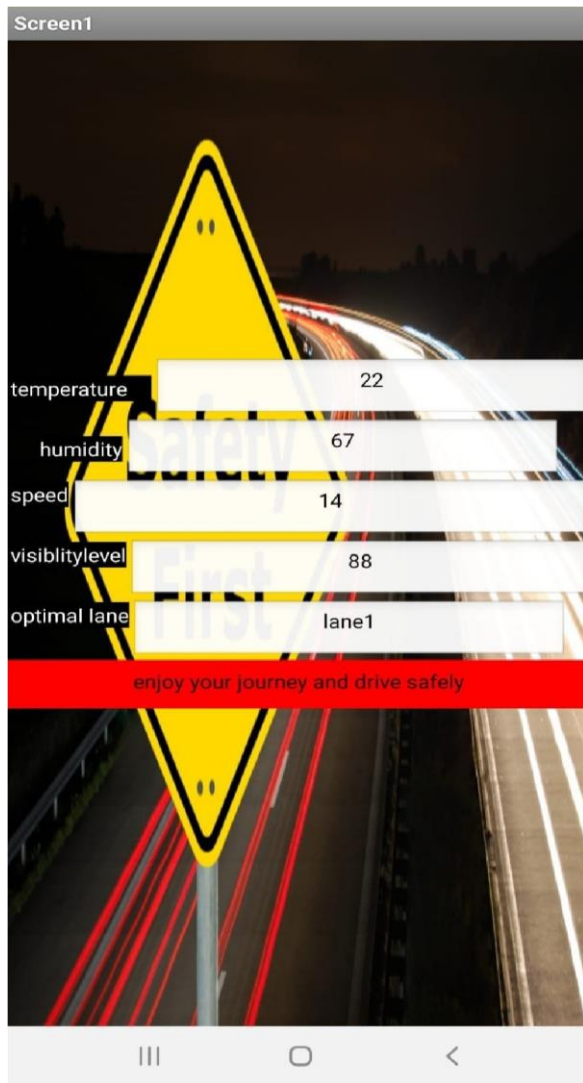 Screen1
temperature 22
humidity 67
speed 14
visiblitylevel 88
optimal lane lane1
enjoy your journey and drive safely
Safety
First